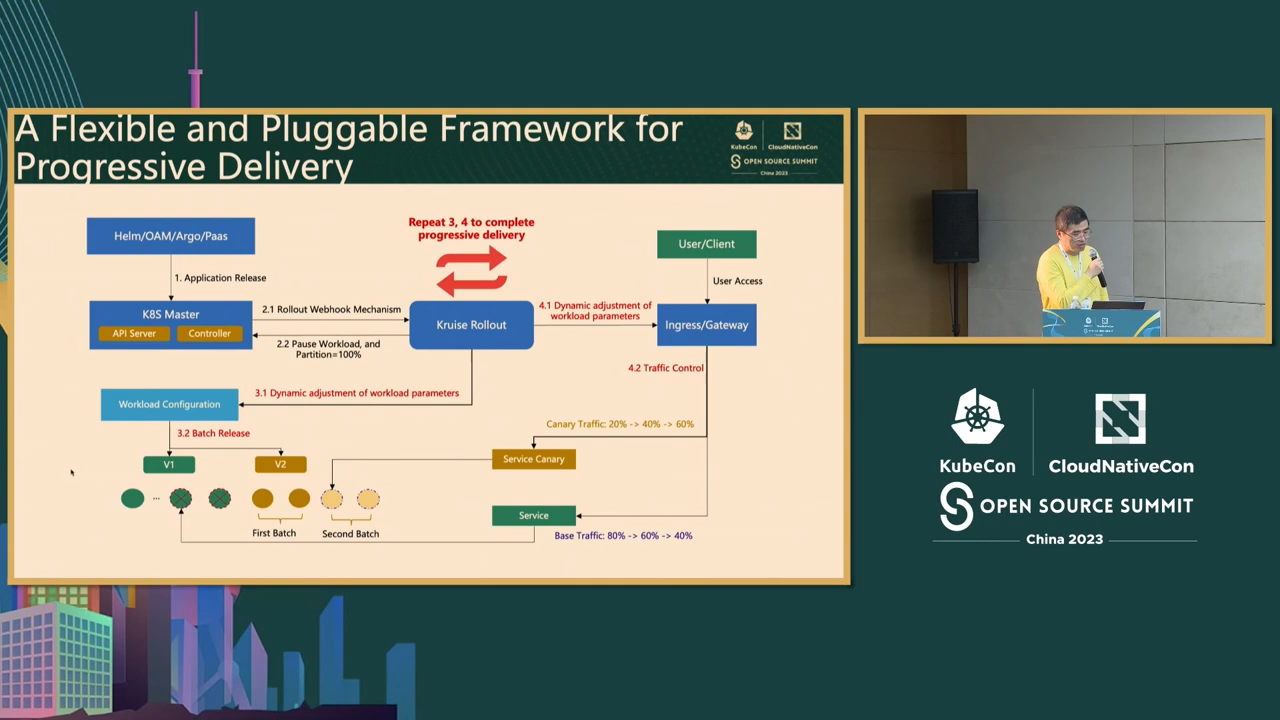 A Flexible and Pluggable Framework for
Progressive Delivery
KubeCon
CloudNativeCon
OPEN SOURCE SUMMIT
China 2023
Helm/OAM/Argo/Paas
Repeat 3, 4 to complete
progressive delivery
User/Client
1. Application Release
User Access
K8S Master
API Server
Controller
2.1 Rollout Webhook Mechanism
2.2 Pause Workload, and
Partition=100%
Kruise Rollout
4.1 Dynamic adjustment of
workload parameters
Ingress/Gateway
4.2 Traffic Control
3.1 Dynamic adjustment of workload parameters
Workload Configuration
3.2 Batch Release
Canary Traffic: 20% -> 40% -> 60%
V1
V2
Service Canary
...
First Batch
Second Batch
Service
Base Traffic: 80% -> 60% -> 40%
KubeCon
CloudNativeCon
OPEN SOURCE SUMMIT
China 2023